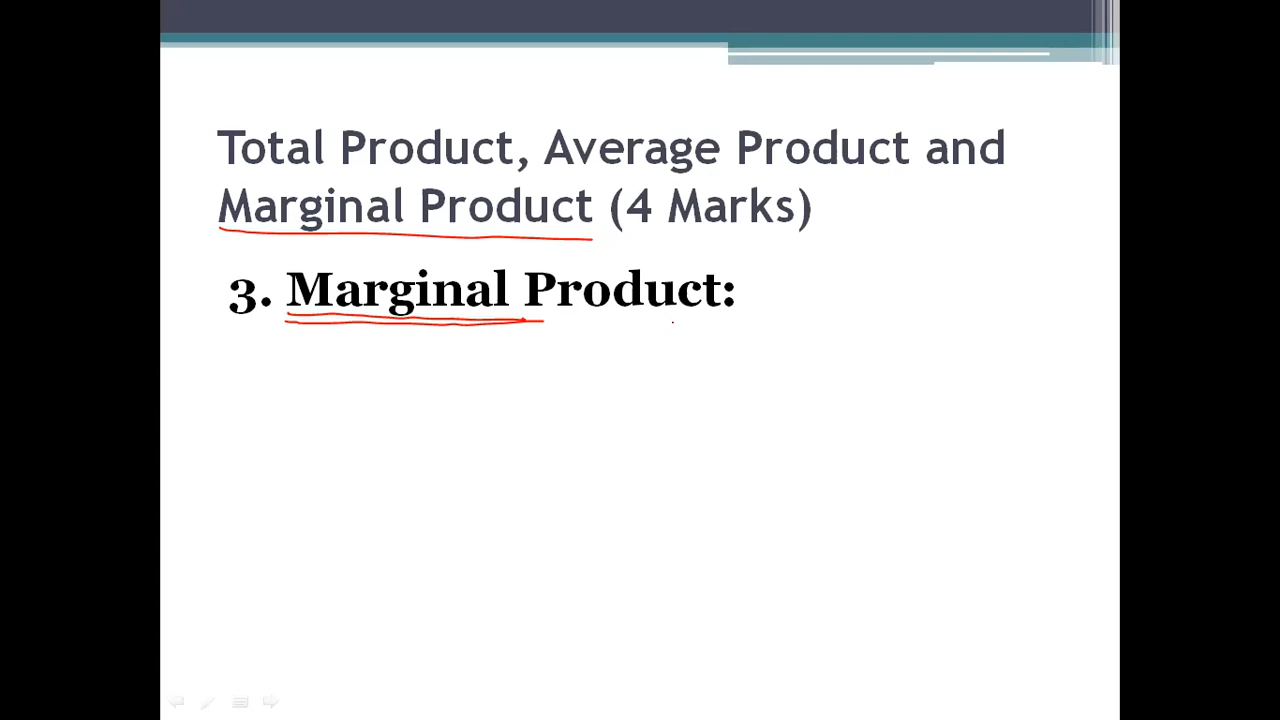 Total Product, Average Product and
Marginal Product (4 Marks)
3. Marginal Product: